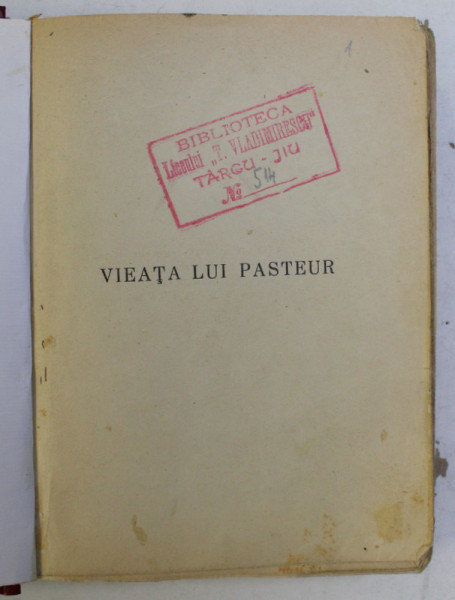 1
BIBLIOTECA
Liceului „T. VLADIMIRESCU"
TÂRGU - JIU
№ 514
VIEAȚA LUI PASTEUR